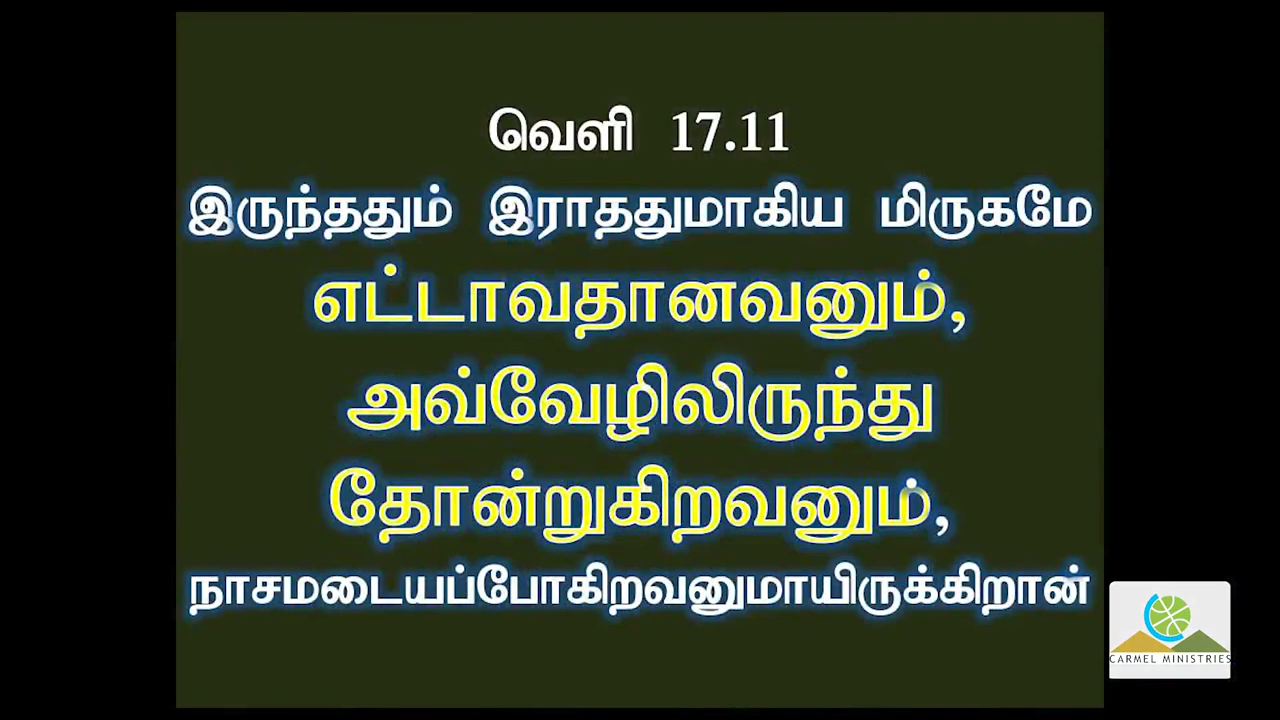 வெளி 17.11
இருந்ததும் இராததுமாகிய மிருகமே
எட்டாவதானவனும்,
அவ்வேழிலிருந்து
தோன்றுகிறவனும்,
நாசமடையப்போகிறவனுமாயிருக்கிறான்
CARMEL MINISTRIES